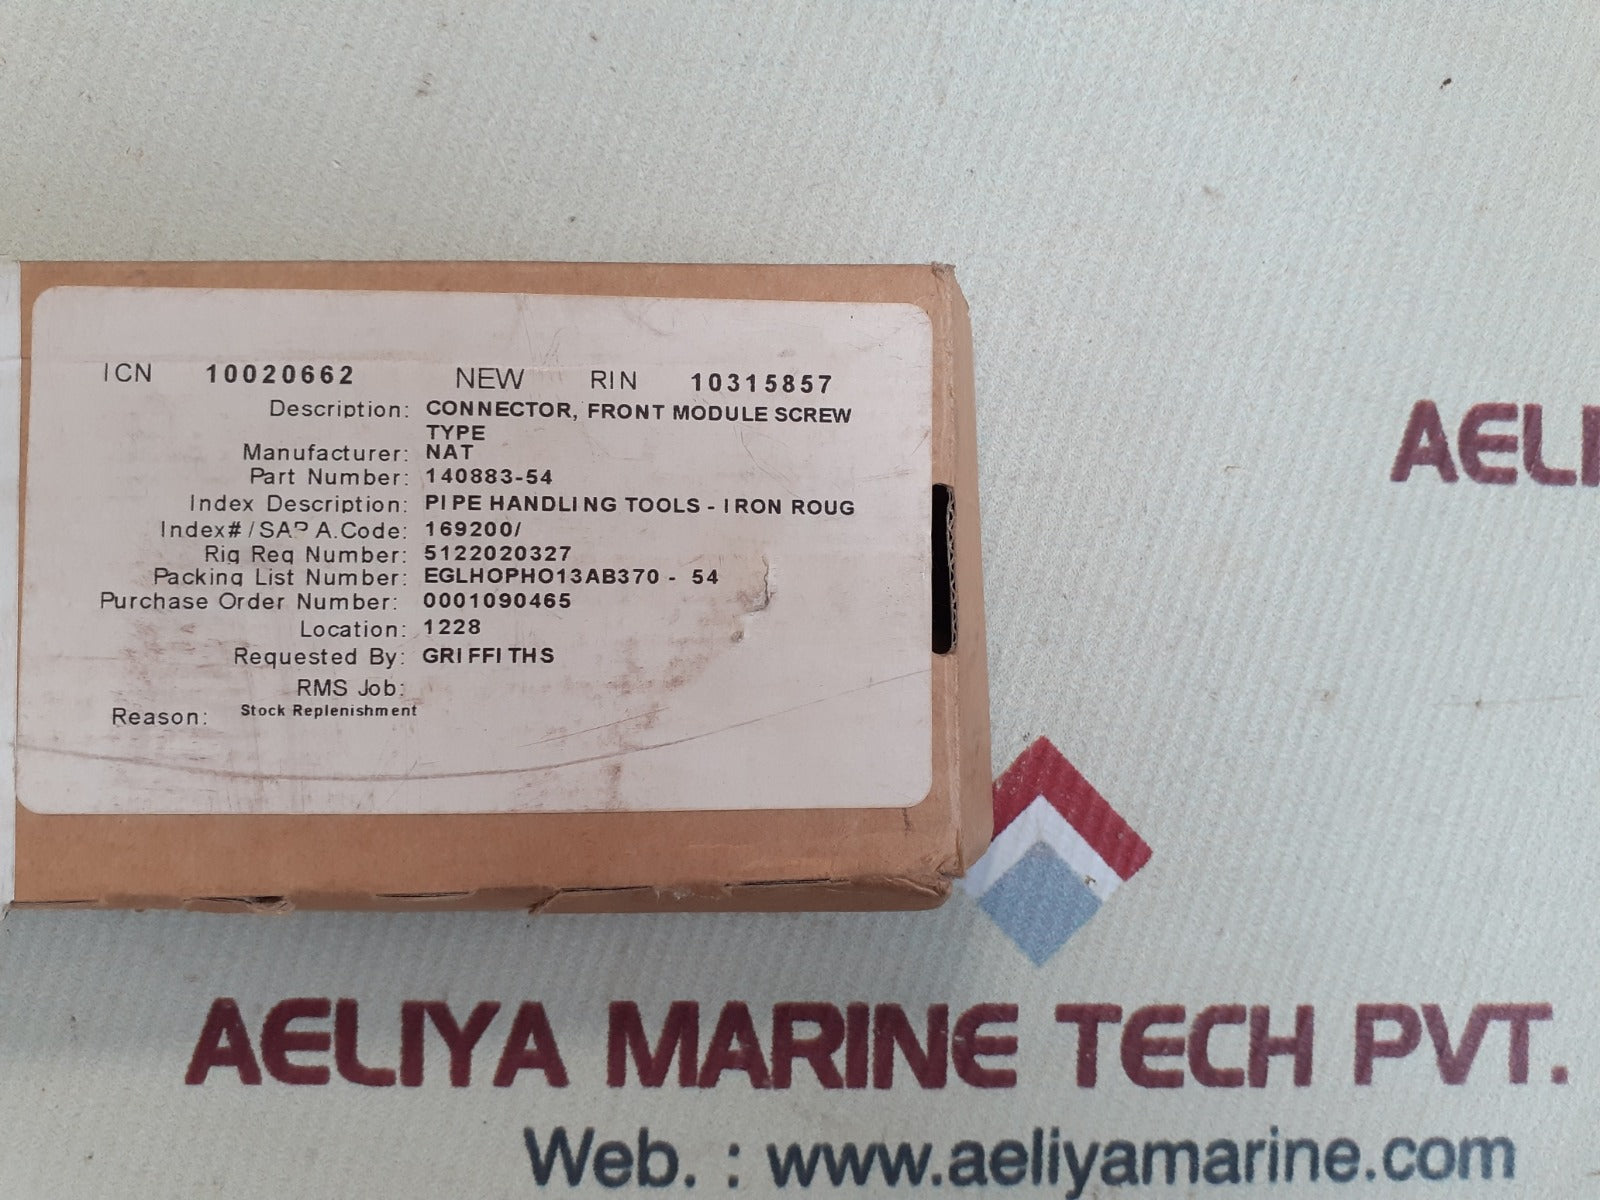 ICN 10020662 NEW RIN 10315857
Description: CONNECTOR, FRONT MODULE SCREW
TYPE
Manufacturer: NAT
Part Number: 140883-54
Index Description: PIPE HANDLING TOOLS - IRON ROUG
Index# /SAP A.Code: 169200/
Rig Req Number: 5122020327
Packing List Number: EGLHOPHO13AB370 - 54
Purchase Order Number: 0001090465
Location: 1228
Requested By: GRIFFITHS
RMS Job:
Reason: Stock Replenishment
AELI
AELIYA MARINE TECH PVT.
Web. : www.aeliyamarine.com